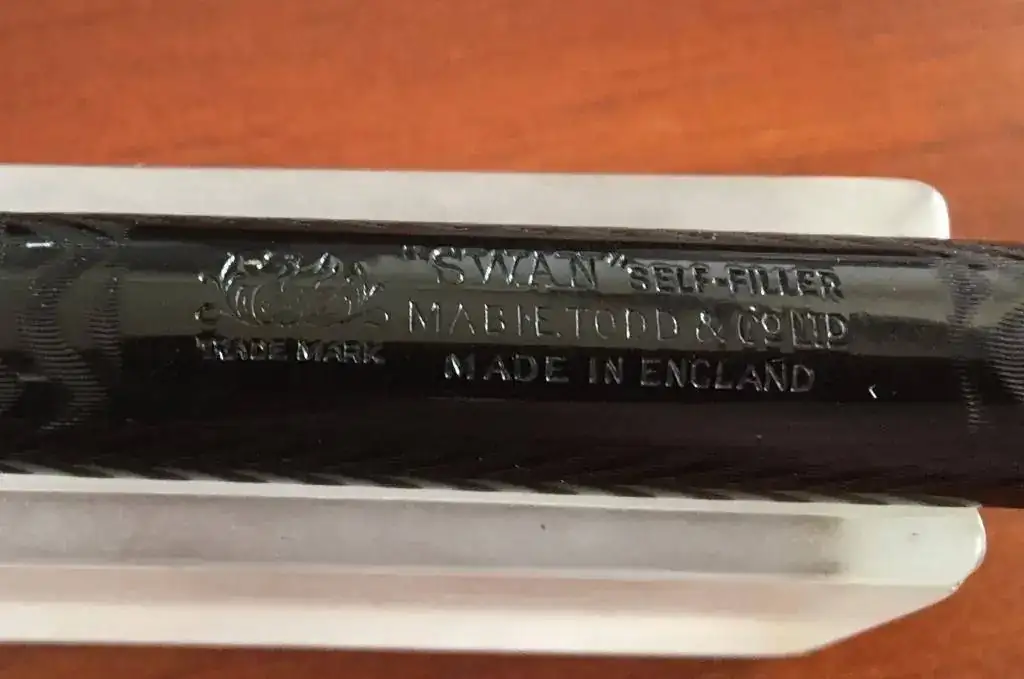 "SWAN" SELF-FILLER
MABIE TODD & Co LTD
MADE IN ENGLAND
TRADE MARK